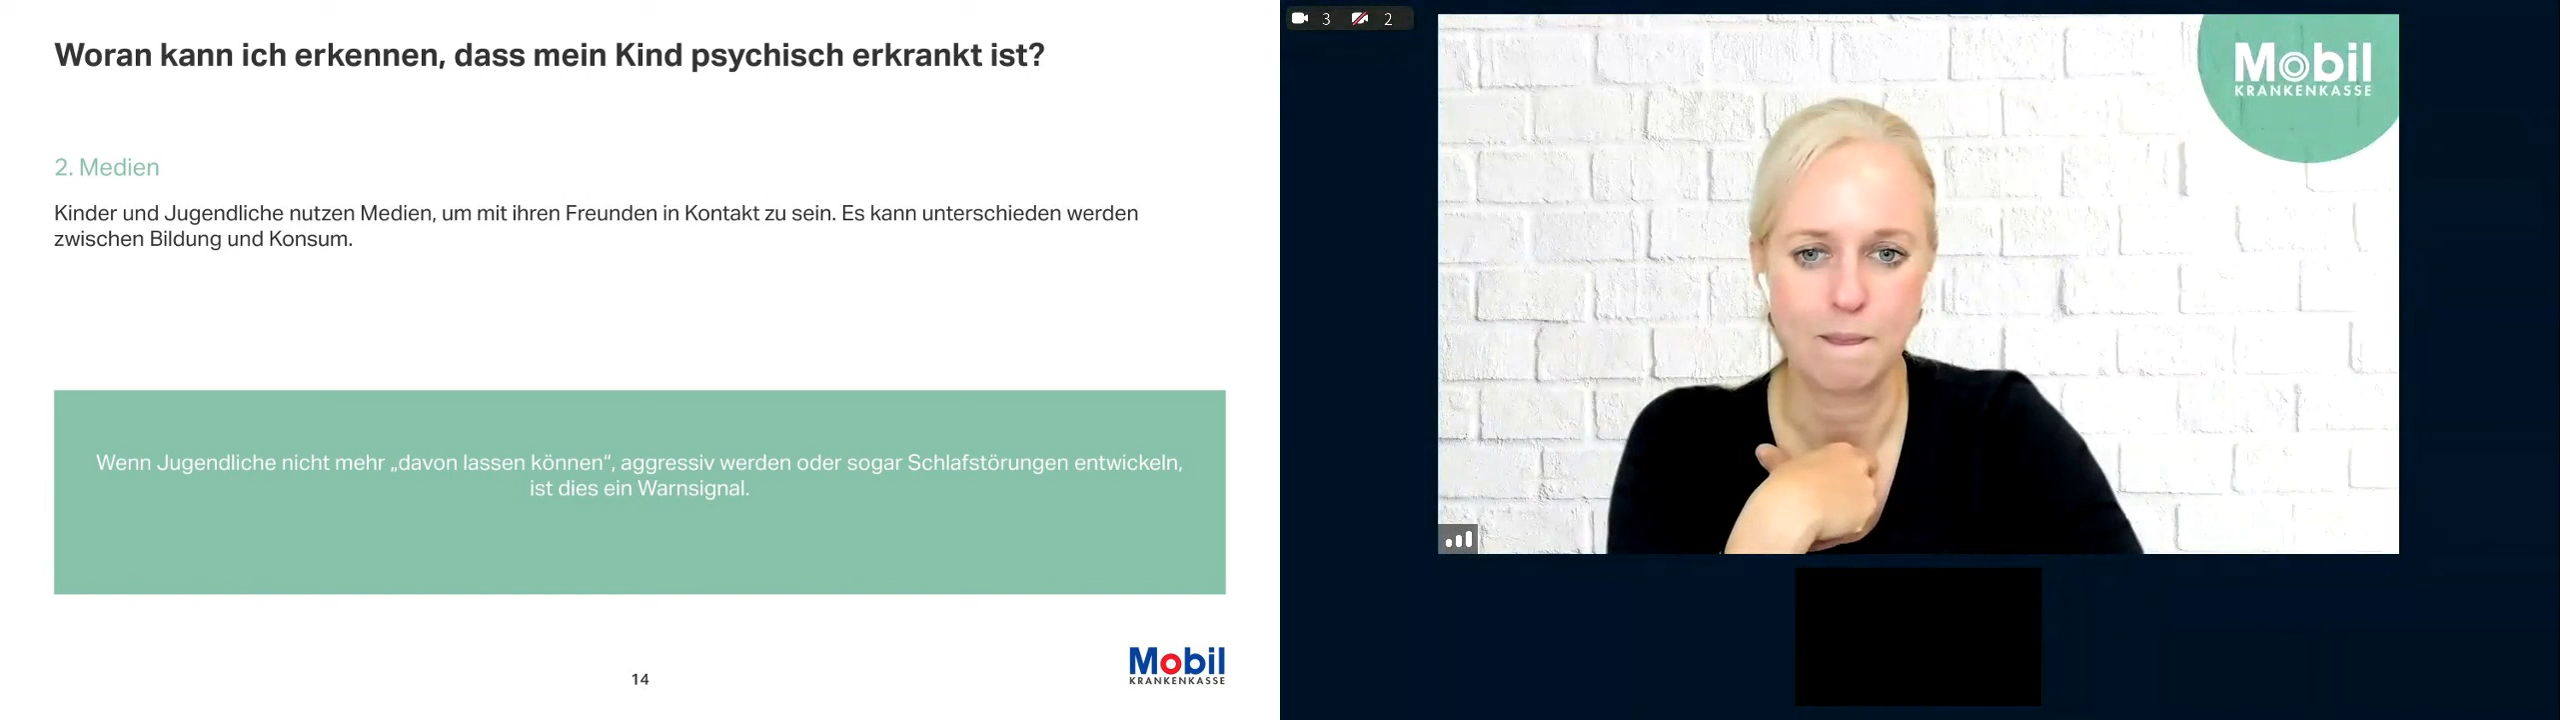 Woran kann ich erkennen, dass mein Kind psychisch erkrankt ist?
2. Medien
Kinder und Jugendliche nutzen Medien, um mit ihren Freunden in Kontakt zu sein. Es kann unterschieden werden
zwischen Bildung und Konsum.
Wenn Jugendliche nicht mehr „davon lassen können“, aggressiv werden oder sogar Schlafstörungen entwickeln,
ist dies ein Warnsignal.
14
Mobil
KRANKENKASSE
3 2
Mobil
KRANKENKASSE